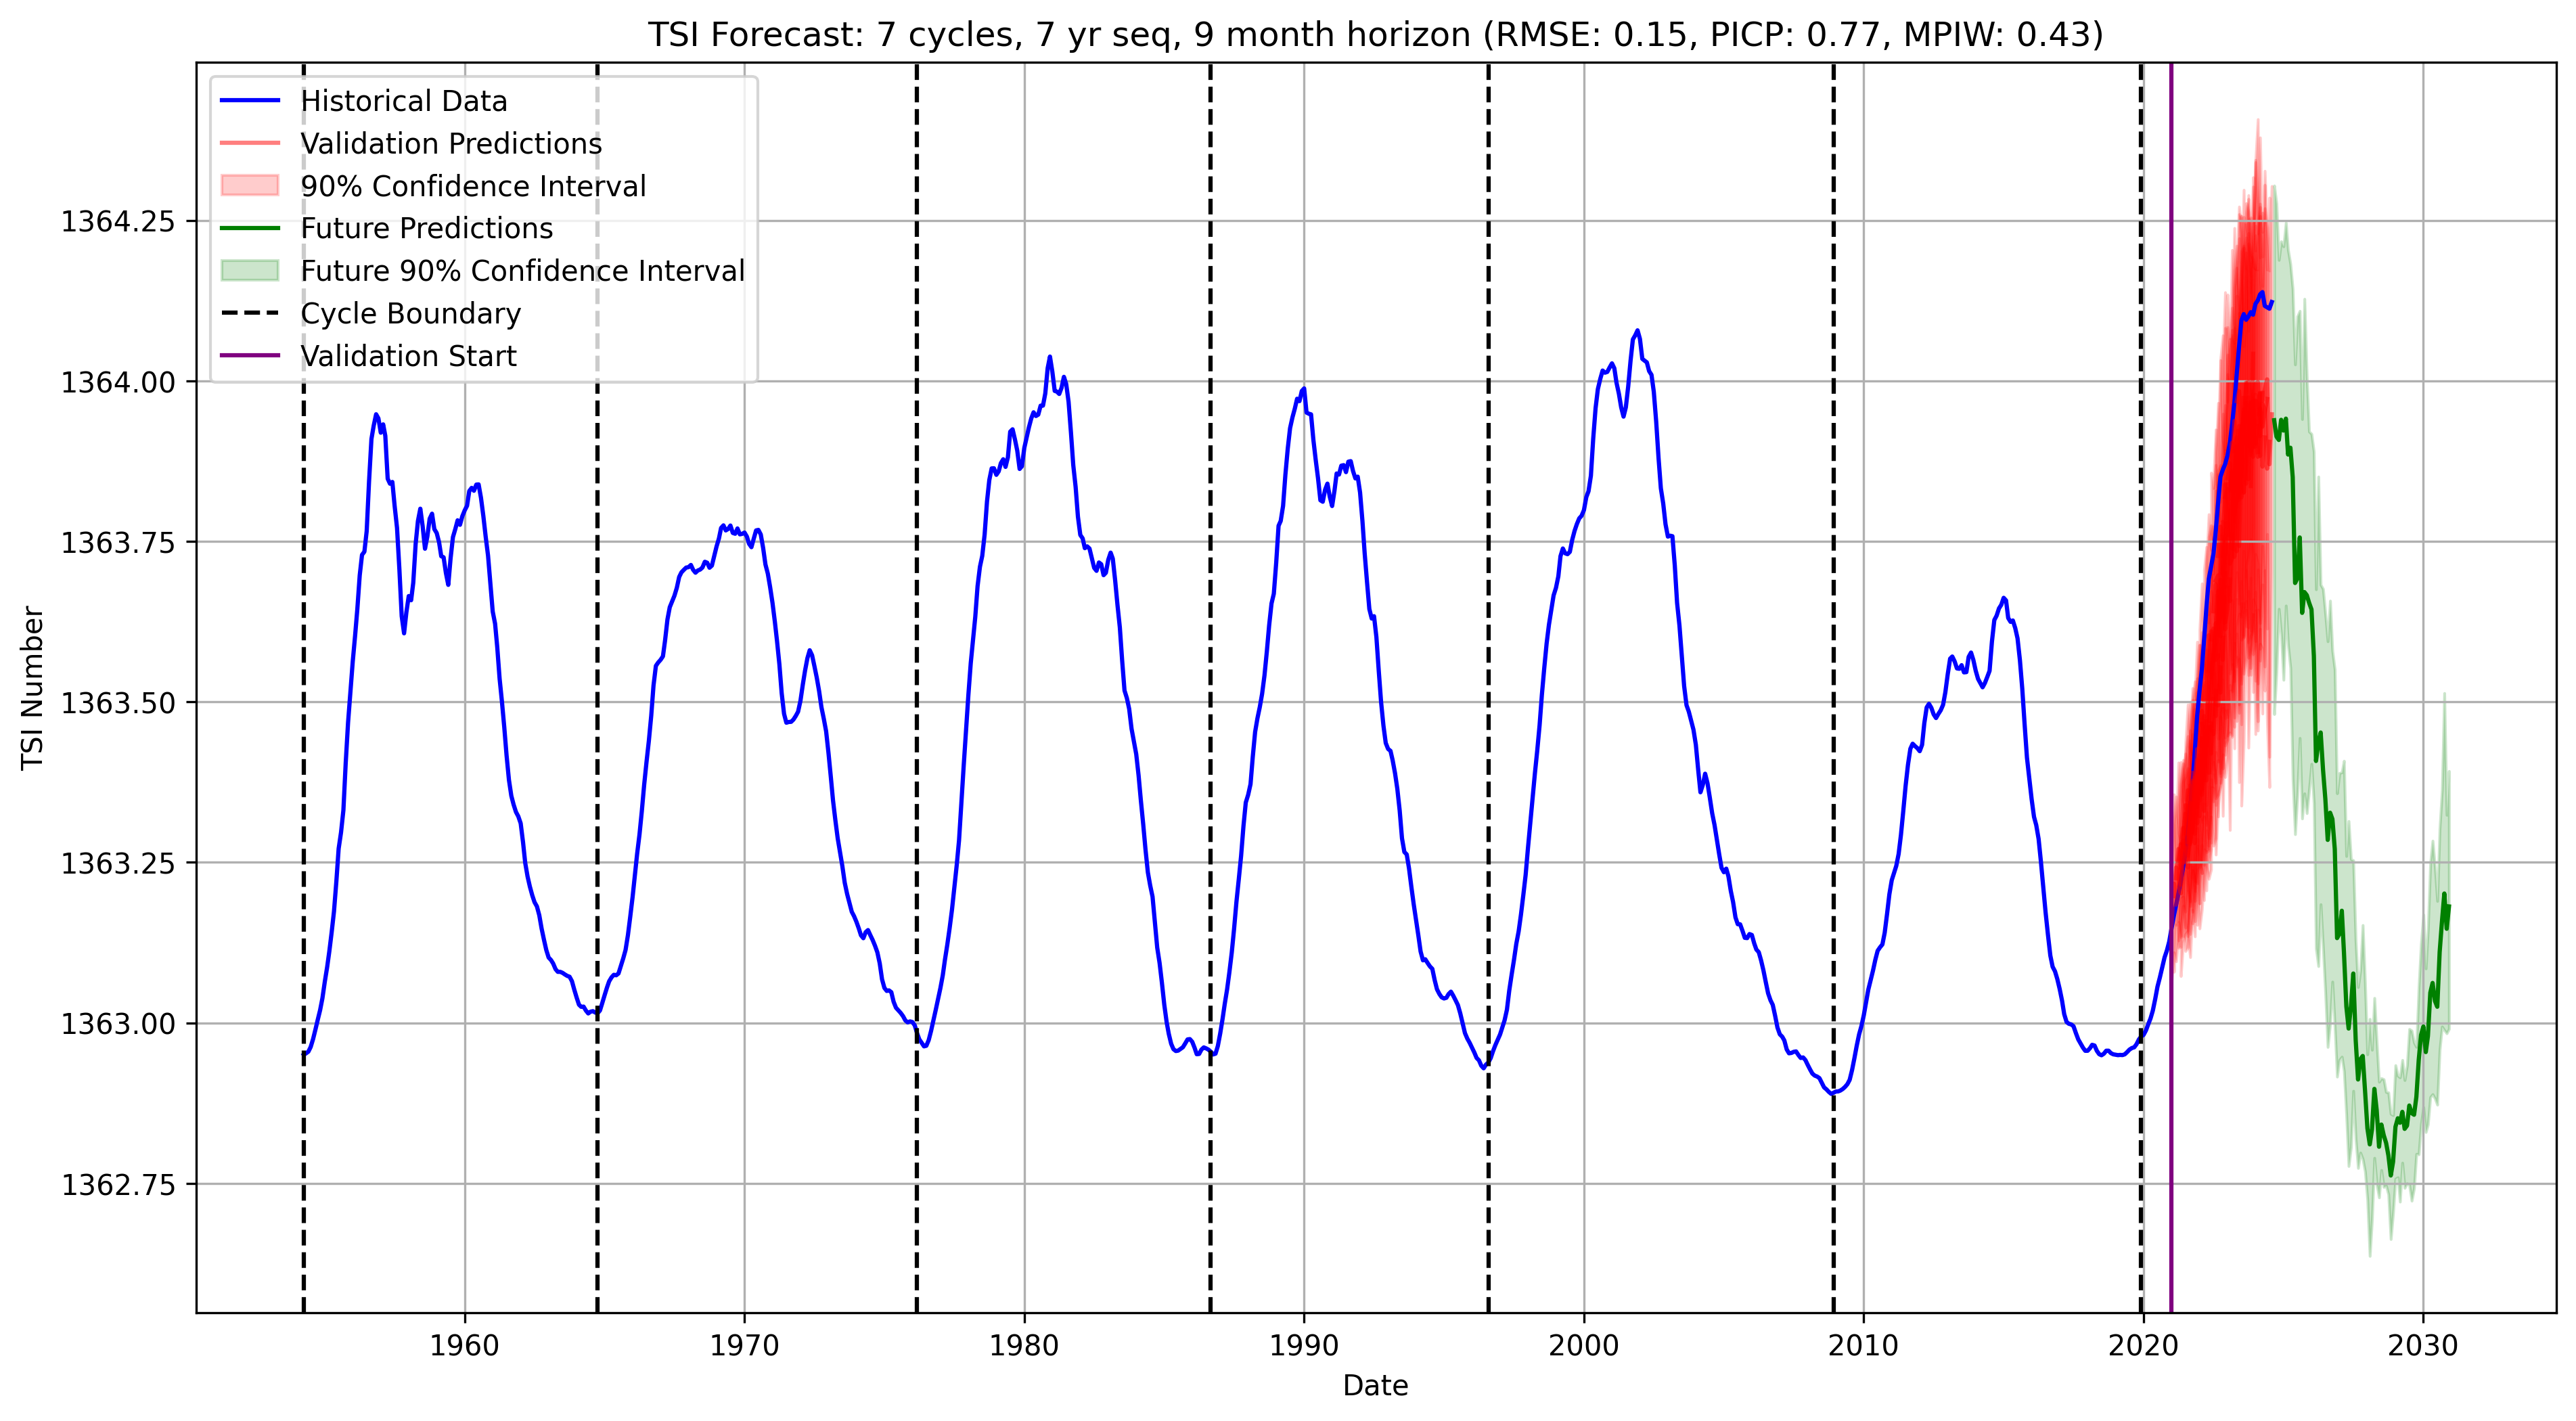 TSI Forecast: 7 cycles, 7 yr seq, 9 month horizon (RMSE: 0.15, PICP: 0.77, MPIW: 0.43)
Historical Data
Validation Predictions
90% Confidence Interval
Future Predictions
Future 90% Confidence Interval
Cycle Boundary
Validation Start
TSI Number
1364.25
1364.00
1363.75
1363.50
1363.25
1363.00
1362.75
1960 1970 1980 1990 2000 2010 2020 2030
Date